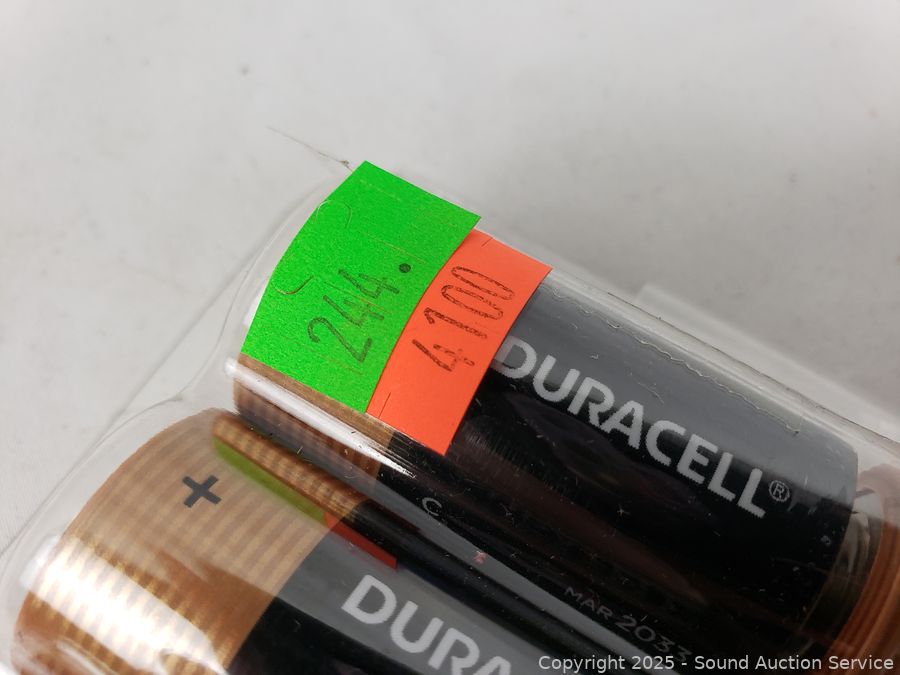 244.
4100
DURACELL®
C
MAR 2033
+
DURA
Copyright 2025 - Sound Auction Service